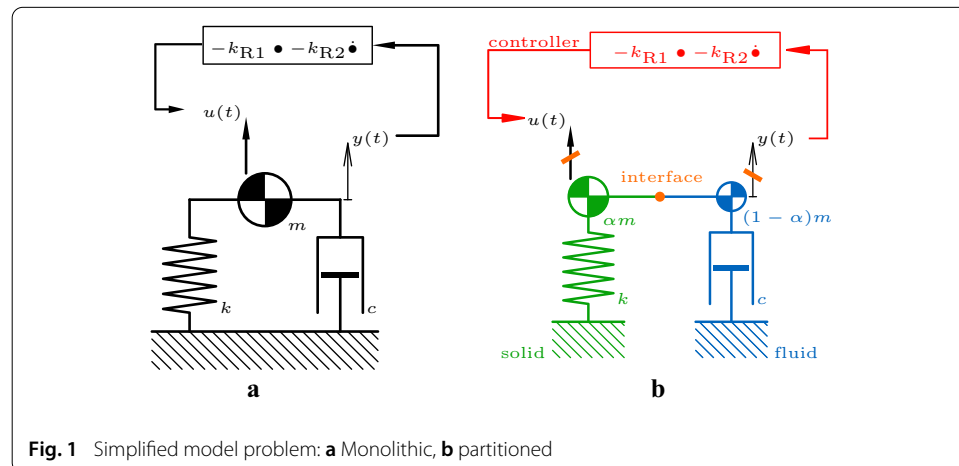 −k_R1 • −k_R2 •̇
u(t)
y(t)
m
k
c
a
controller
−k_R1 • −k_R2 •̇
u(t)
y(t)
interface
αm
(1 − α)m
k
c
solid
fluid
b
Fig. 1 Simplified model problem: a Monolithic, b partitioned